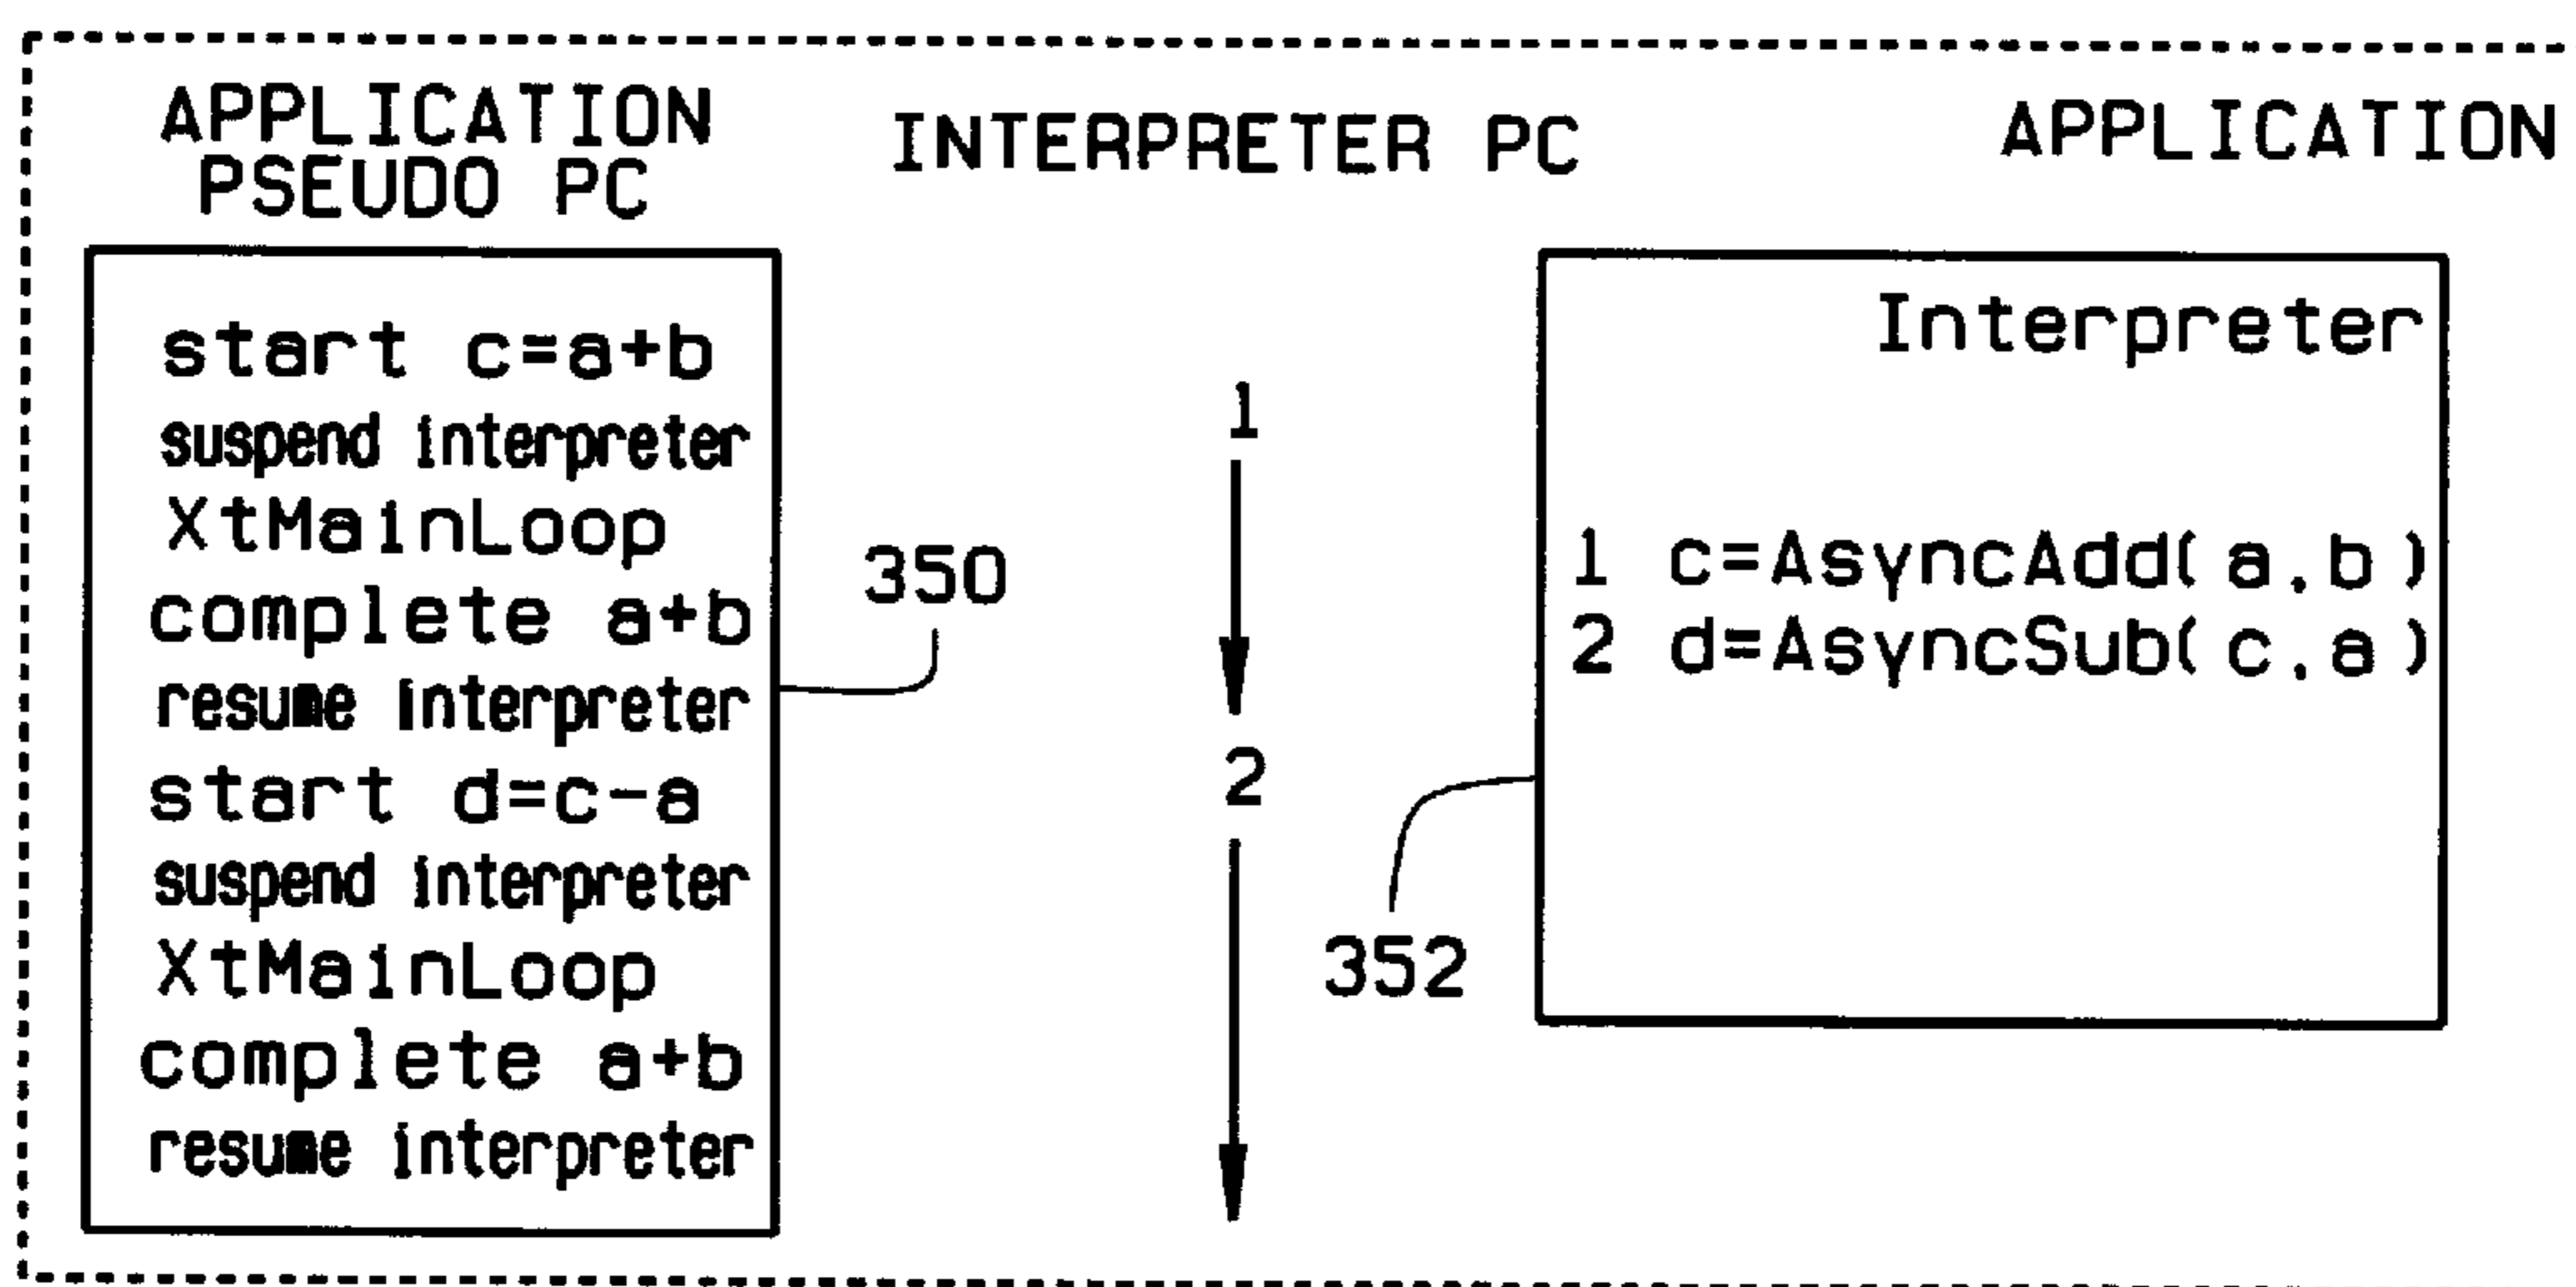 APPLICATION
PSEUDO PC
INTERPRETER PC
APPLICATION
start c=a+b
suspend interpreter
XtMainLoop
complete a+b
resume interpreter
start d=c-a
suspend interpreter
XtMainLoop
complete a+b
resume interpreter
350
1
2
352
Interpreter
1 c=AsyncAdd(a,b)
2 d=AsyncSub(c,a)